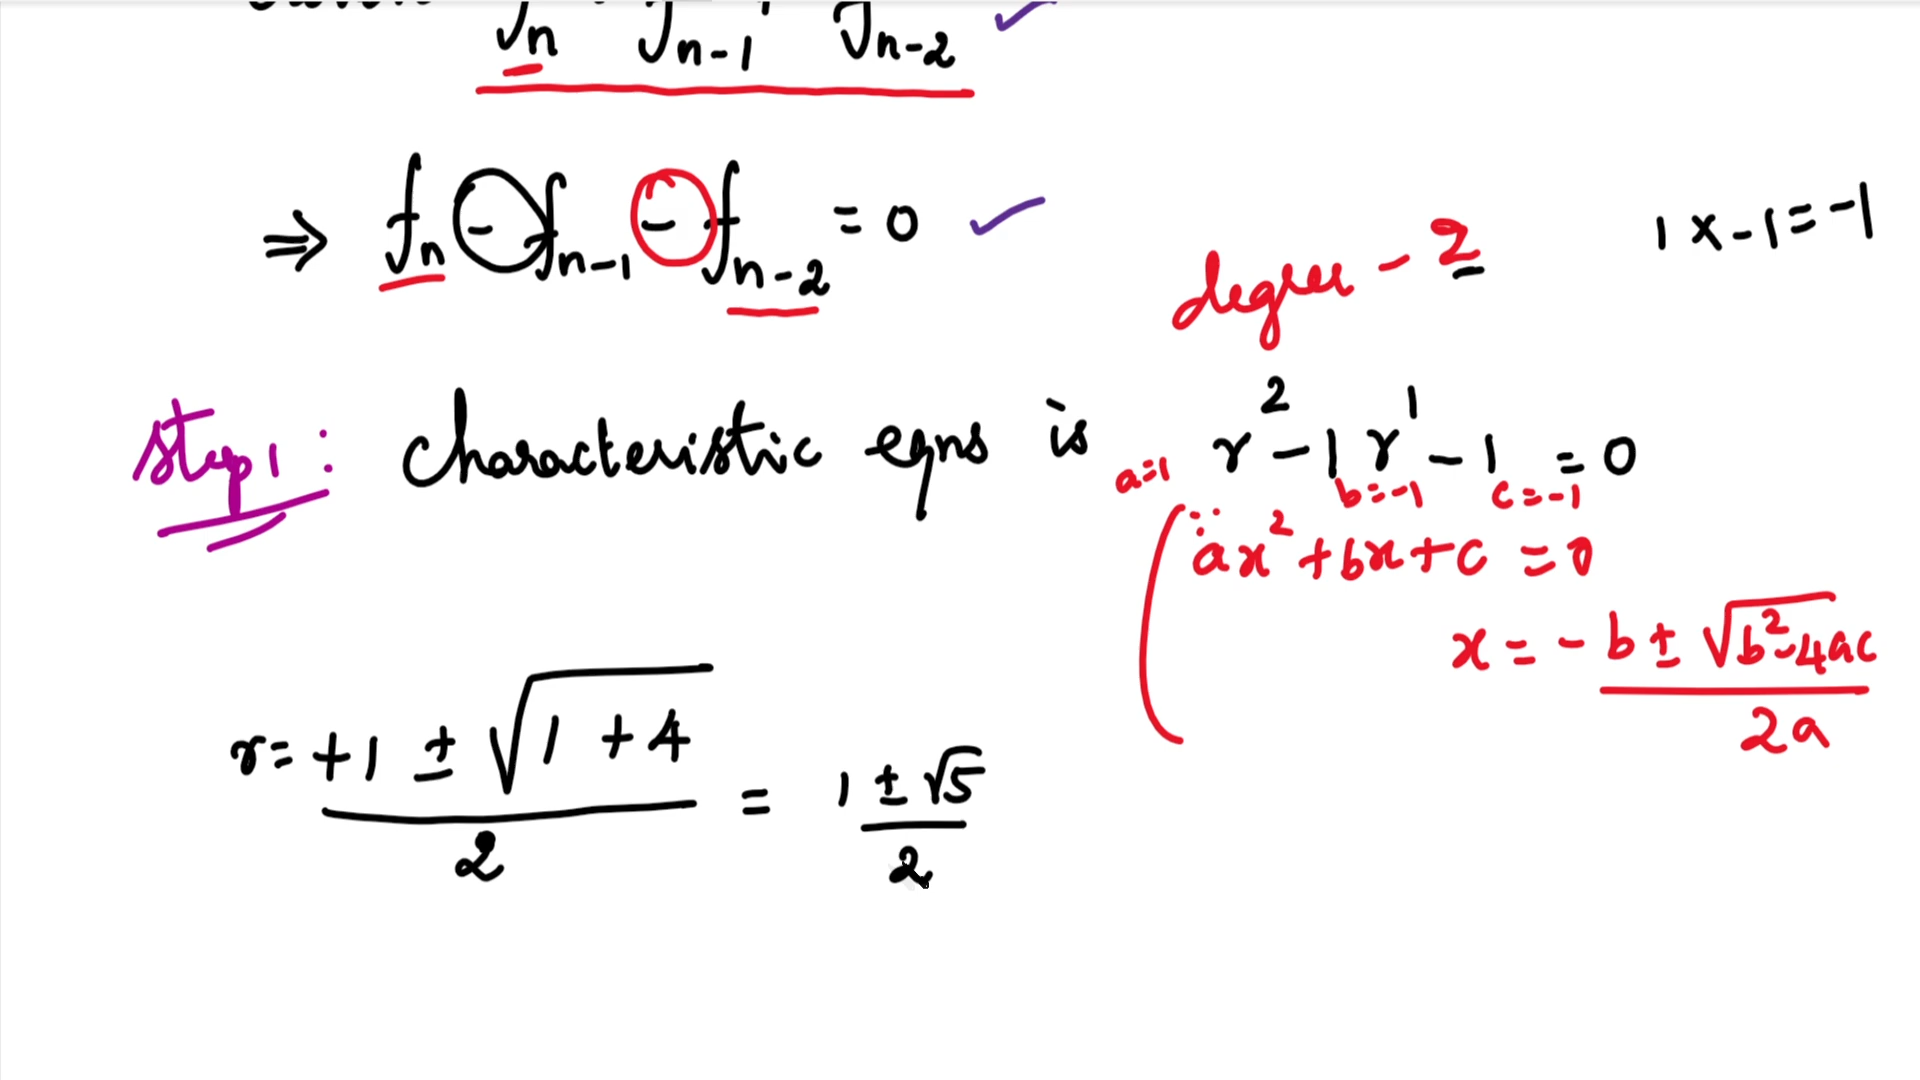 fn fn-1 fn-2 ✓
⇒ fn - fn-1 - fn-2 = 0 ✓
1 x -1 = -1
degree - 2
step1 : characteristic eqns is r² - 1 r¹ - 1 = 0
a=1 b=-1 c=-1
∵ ax² + bx + c = 0
x = -b ± √b²-4ac
2a
r = +1 ± √1 + 4 = 1 ± √5
2 2